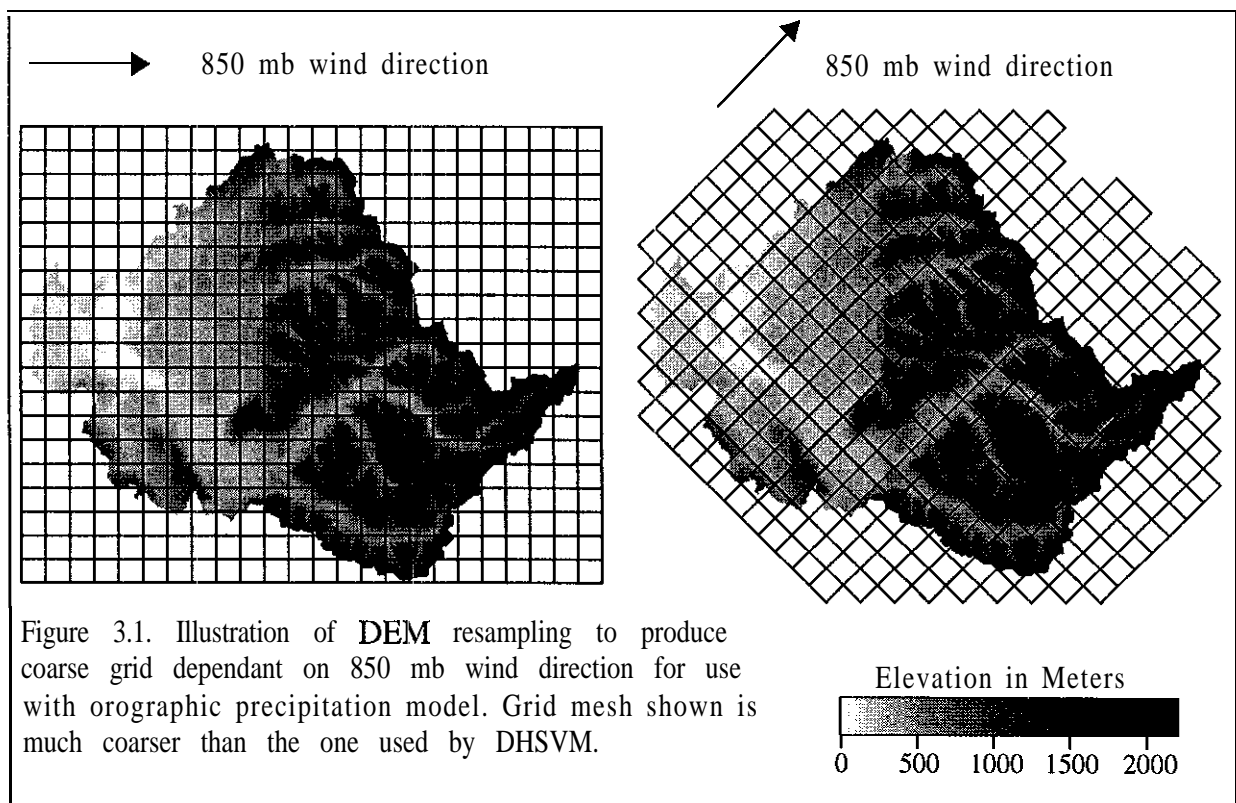 850 mb wind direction
850 mb wind direction
Figure 3.1. Illustration of DEM resampling to produce
coarse grid dependant on 850 mb wind direction for use
with orographic precipitation model. Grid mesh shown is
much coarser than the one used by DHSVM.
Elevation in Meters
0 500 1000 1500 2000